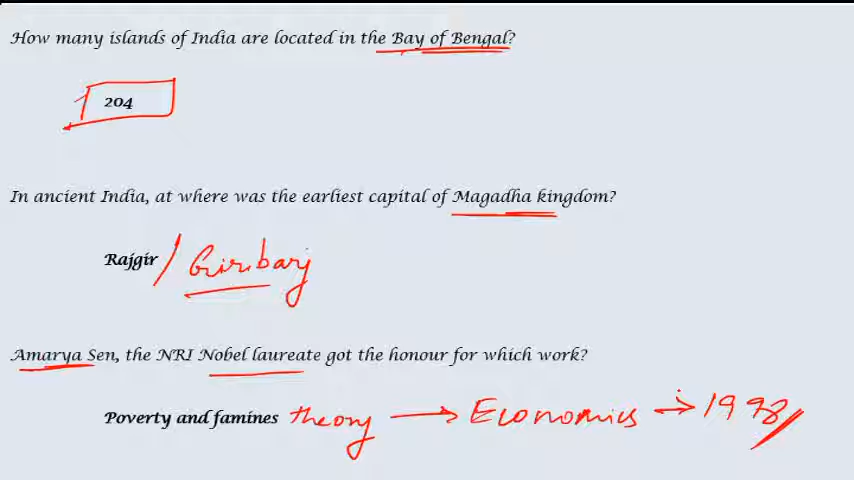 How many islands of India are located in the Bay of Bengal?
204
In ancient India, at where was the earliest capital of Magadha kingdom?
Rajgir / Giribarj
Amarya Sen, the NRI Nobel laureate got the honour for which work?
Poverty and famines theory → Economics → 1998